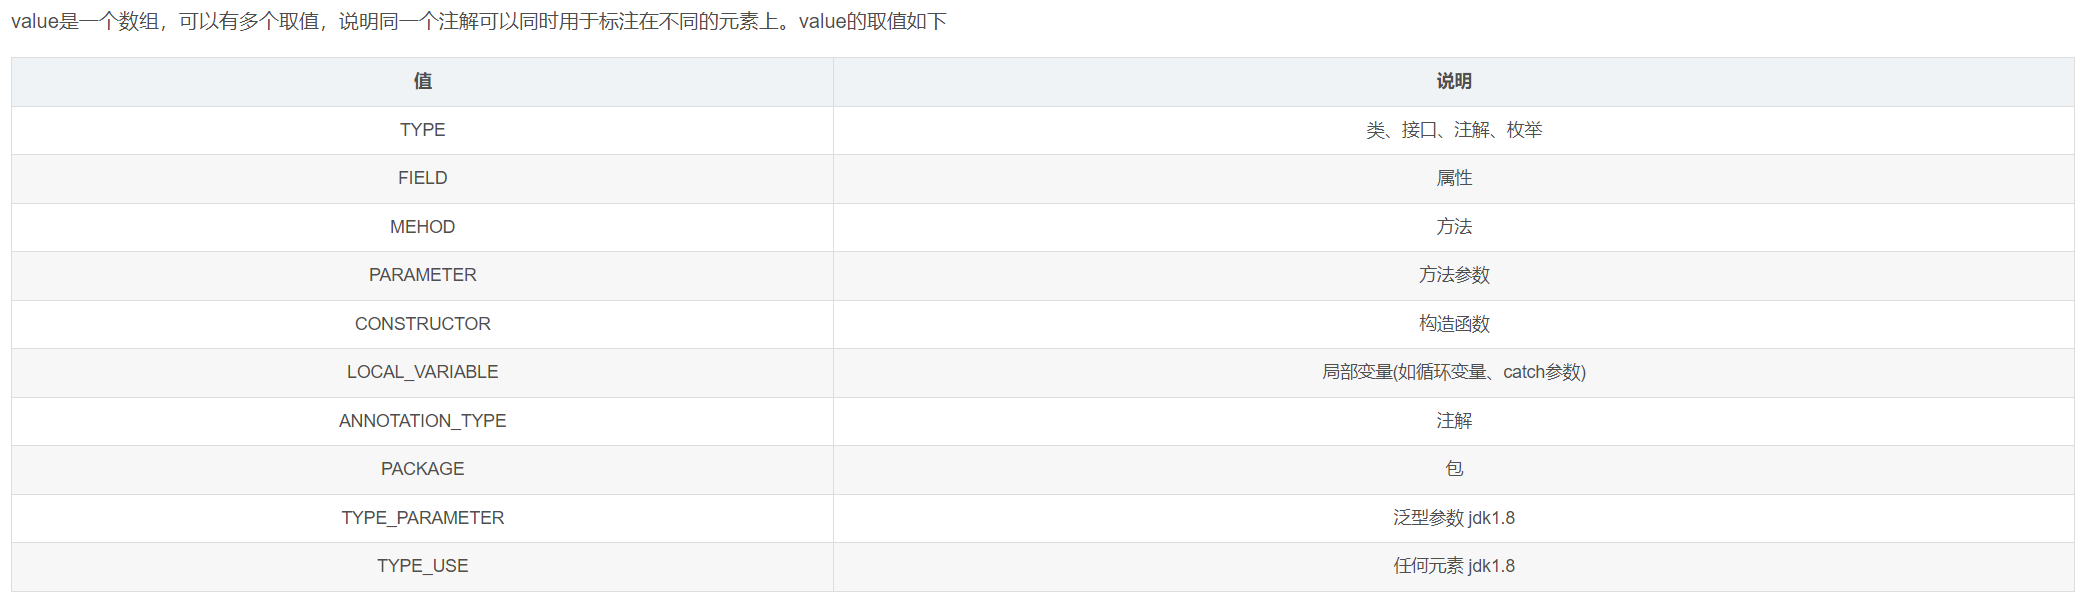 value是一个数组，可以有多个取值，说明同一个注解可以同时用于标注在不同的元素上。value的取值如下
值 说明
TYPE 类、接口、注解、枚举
FIELD 属性
MEHOD 方法
PARAMETER 方法参数
CONSTRUCTOR 构造函数
LOCAL_VARIABLE 局部变量(如循环变量、catch参数)
ANNOTATION_TYPE 注解
PACKAGE 包
TYPE_PARAMETER 泛型参数 jdk1.8
TYPE_USE 任何元素 jdk1.8